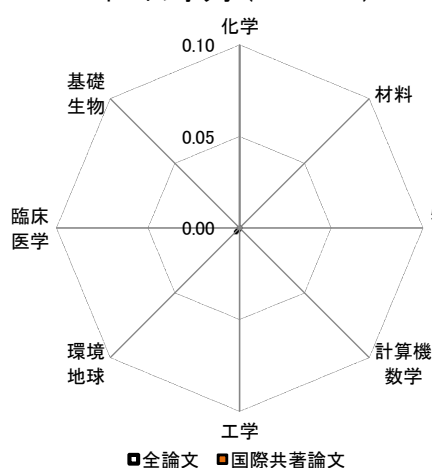 化学
0.10
基礎
生物
材料
0.05
臨床
医学
0.00
環境
地球
計算機
数学
工学
全論文 国際共著論文